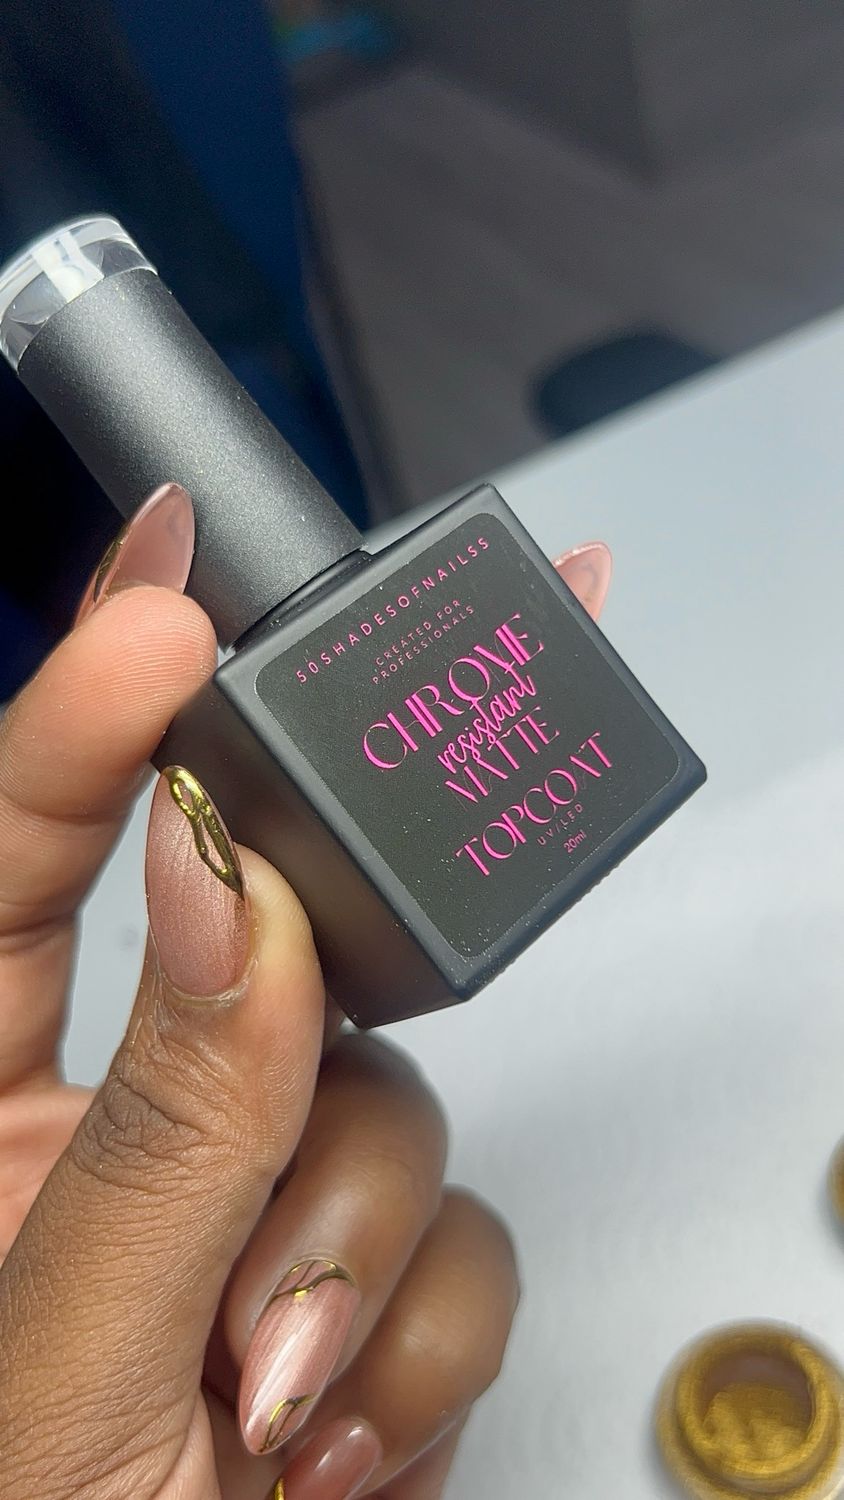 50SHADESOFNAILSS
CREATED FOR
PROFESSIONALS
CHROME
resistant
MATTE
TOPCOAT
UV/LED
20ml